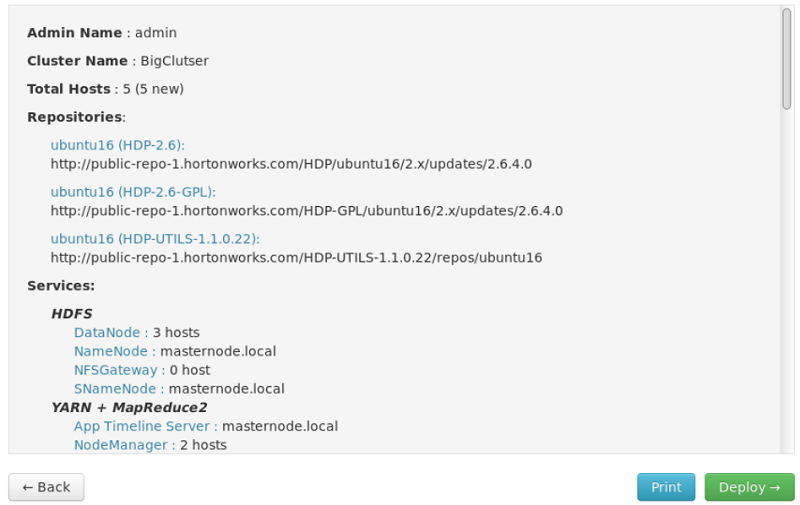 Admin Name : admin
Cluster Name : BigClutser
Total Hosts : 5 (5 new)
Repositories:
ubuntu16 (HDP-2.6):
http://public-repo-1.hortonworks.com/HDP/ubuntu16/2.x/updates/2.6.4.0
ubuntu16 (HDP-2.6-GPL):
http://public-repo-1.hortonworks.com/HDP-GPL/ubuntu16/2.x/updates/2.6.4.0
ubuntu16 (HDP-UTILS-1.1.0.22):
http://public-repo-1.hortonworks.com/HDP-UTILS-1.1.0.22/repos/ubuntu16
Services:
HDFS
DataNode : 3 hosts
NameNode : masternode.local
NFSGateway : 0 host
SNameNode : masternode.local
YARN + MapReduce2
App Timeline Server : masternode.local
NodeManager : 2 hosts
← Back Print Deploy →